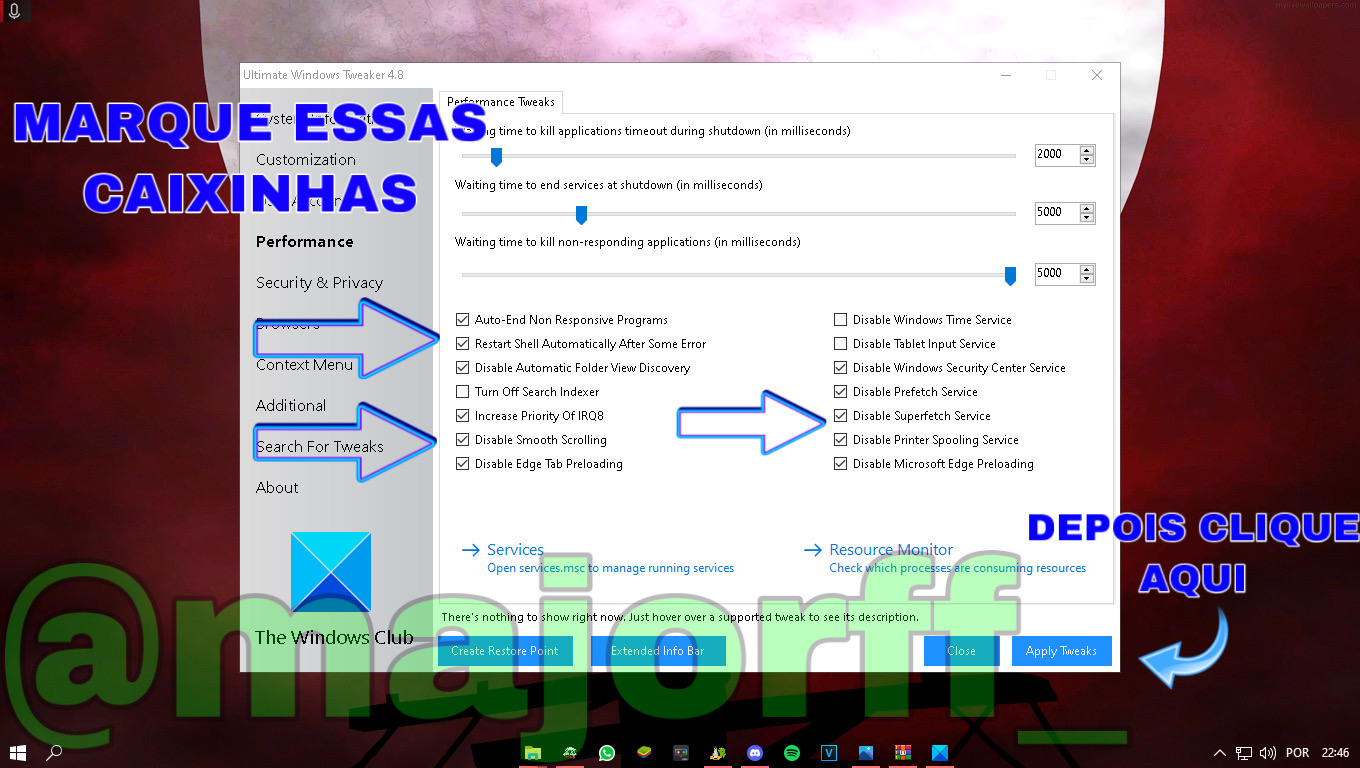 mylivewallpapers.com
Ultimate Windows Tweaker 4.8
MARQUE ESSAS
CAIXINHAS
Customization
Performance
Security & Privacy
Browsers
Context Menu
Additional
Search For Tweaks
About
The Windows Club
Performance Tweaks
time to kill applications timeout during shutdown (in milliseconds)
2000
Waiting time to end services at shutdown (in milliseconds)
5000
Waiting time to kill non-responding applications (in milliseconds)
5000
Auto-End Non Responsive Programs
Restart Shell Automatically After Some Error
Disable Automatic Folder View Discovery
Turn Off Search Indexer
Increase Priority Of IRQ8
Disable Smooth Scrolling
Disable Edge Tab Preloading
Disable Windows Time Service
Disable Tablet Input Service
Disable Windows Security Center Service
Disable Prefetch Service
Disable Superfetch Service
Disable Printer Spooling Service
Disable Microsoft Edge Preloading
Services
Open services.msc to manage running services
Resource Monitor
Check which processes are consuming resources
DEPOIS CLIQUE
AQUI
There's nothing to show right now. Just hover over a supported tweak to see its description.
Create Restore Point
Extended Info Bar
Close
Apply Tweaks
@majorff_
POR
22:46